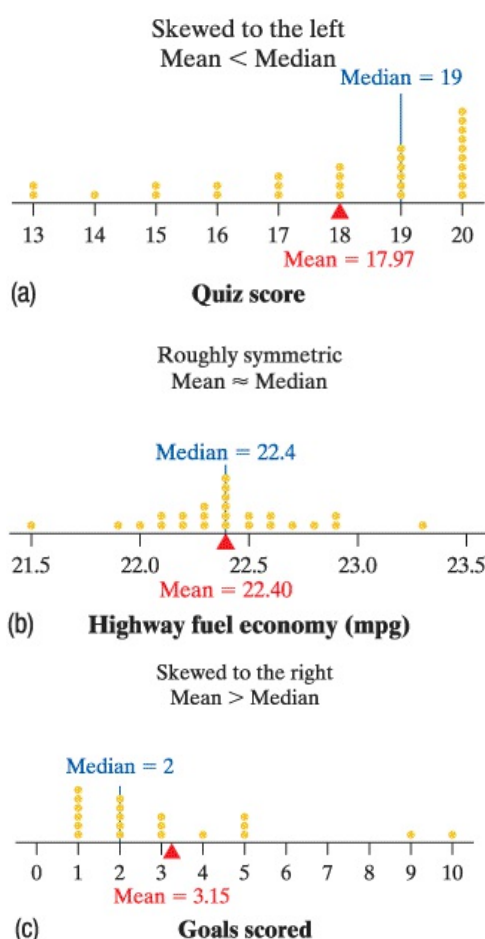 Skewed to the left
Mean < Median
Median = 19
13 14 15 16 17 18 19 20
Mean = 17.97
(a) Quiz score
Roughly symmetric
Mean ≈ Median
Median = 22.4
21.5 22.0 22.5 23.0 23.5
Mean = 22.40
(b) Highway fuel economy (mpg)
Skewed to the right
Mean > Median
Median = 2
0 1 2 3 4 5 6 7 8 9 10
Mean = 3.15
(c) Goals scored